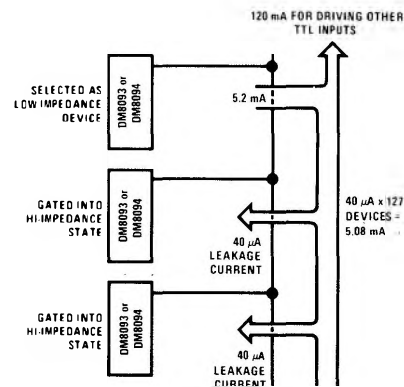 120 mA FOR DRIVING OTHER
TTL INPUTS
SELECTED AS
LOW IMPEDANCE
DEVICE
DM8093 or
DM8094
5.2 mA
GATED INTO
HI-IMPEDANCE
STATE
DM8093 or
DM8094
40 μA
LEAKAGE
CURRENT
40 μA x 127
DEVICES =
5.08 mA
GATED INTO
HI-IMPEDANCE
STATE
DM8093 or
DM8094
40 μA
LEAKAGE
CURRENT